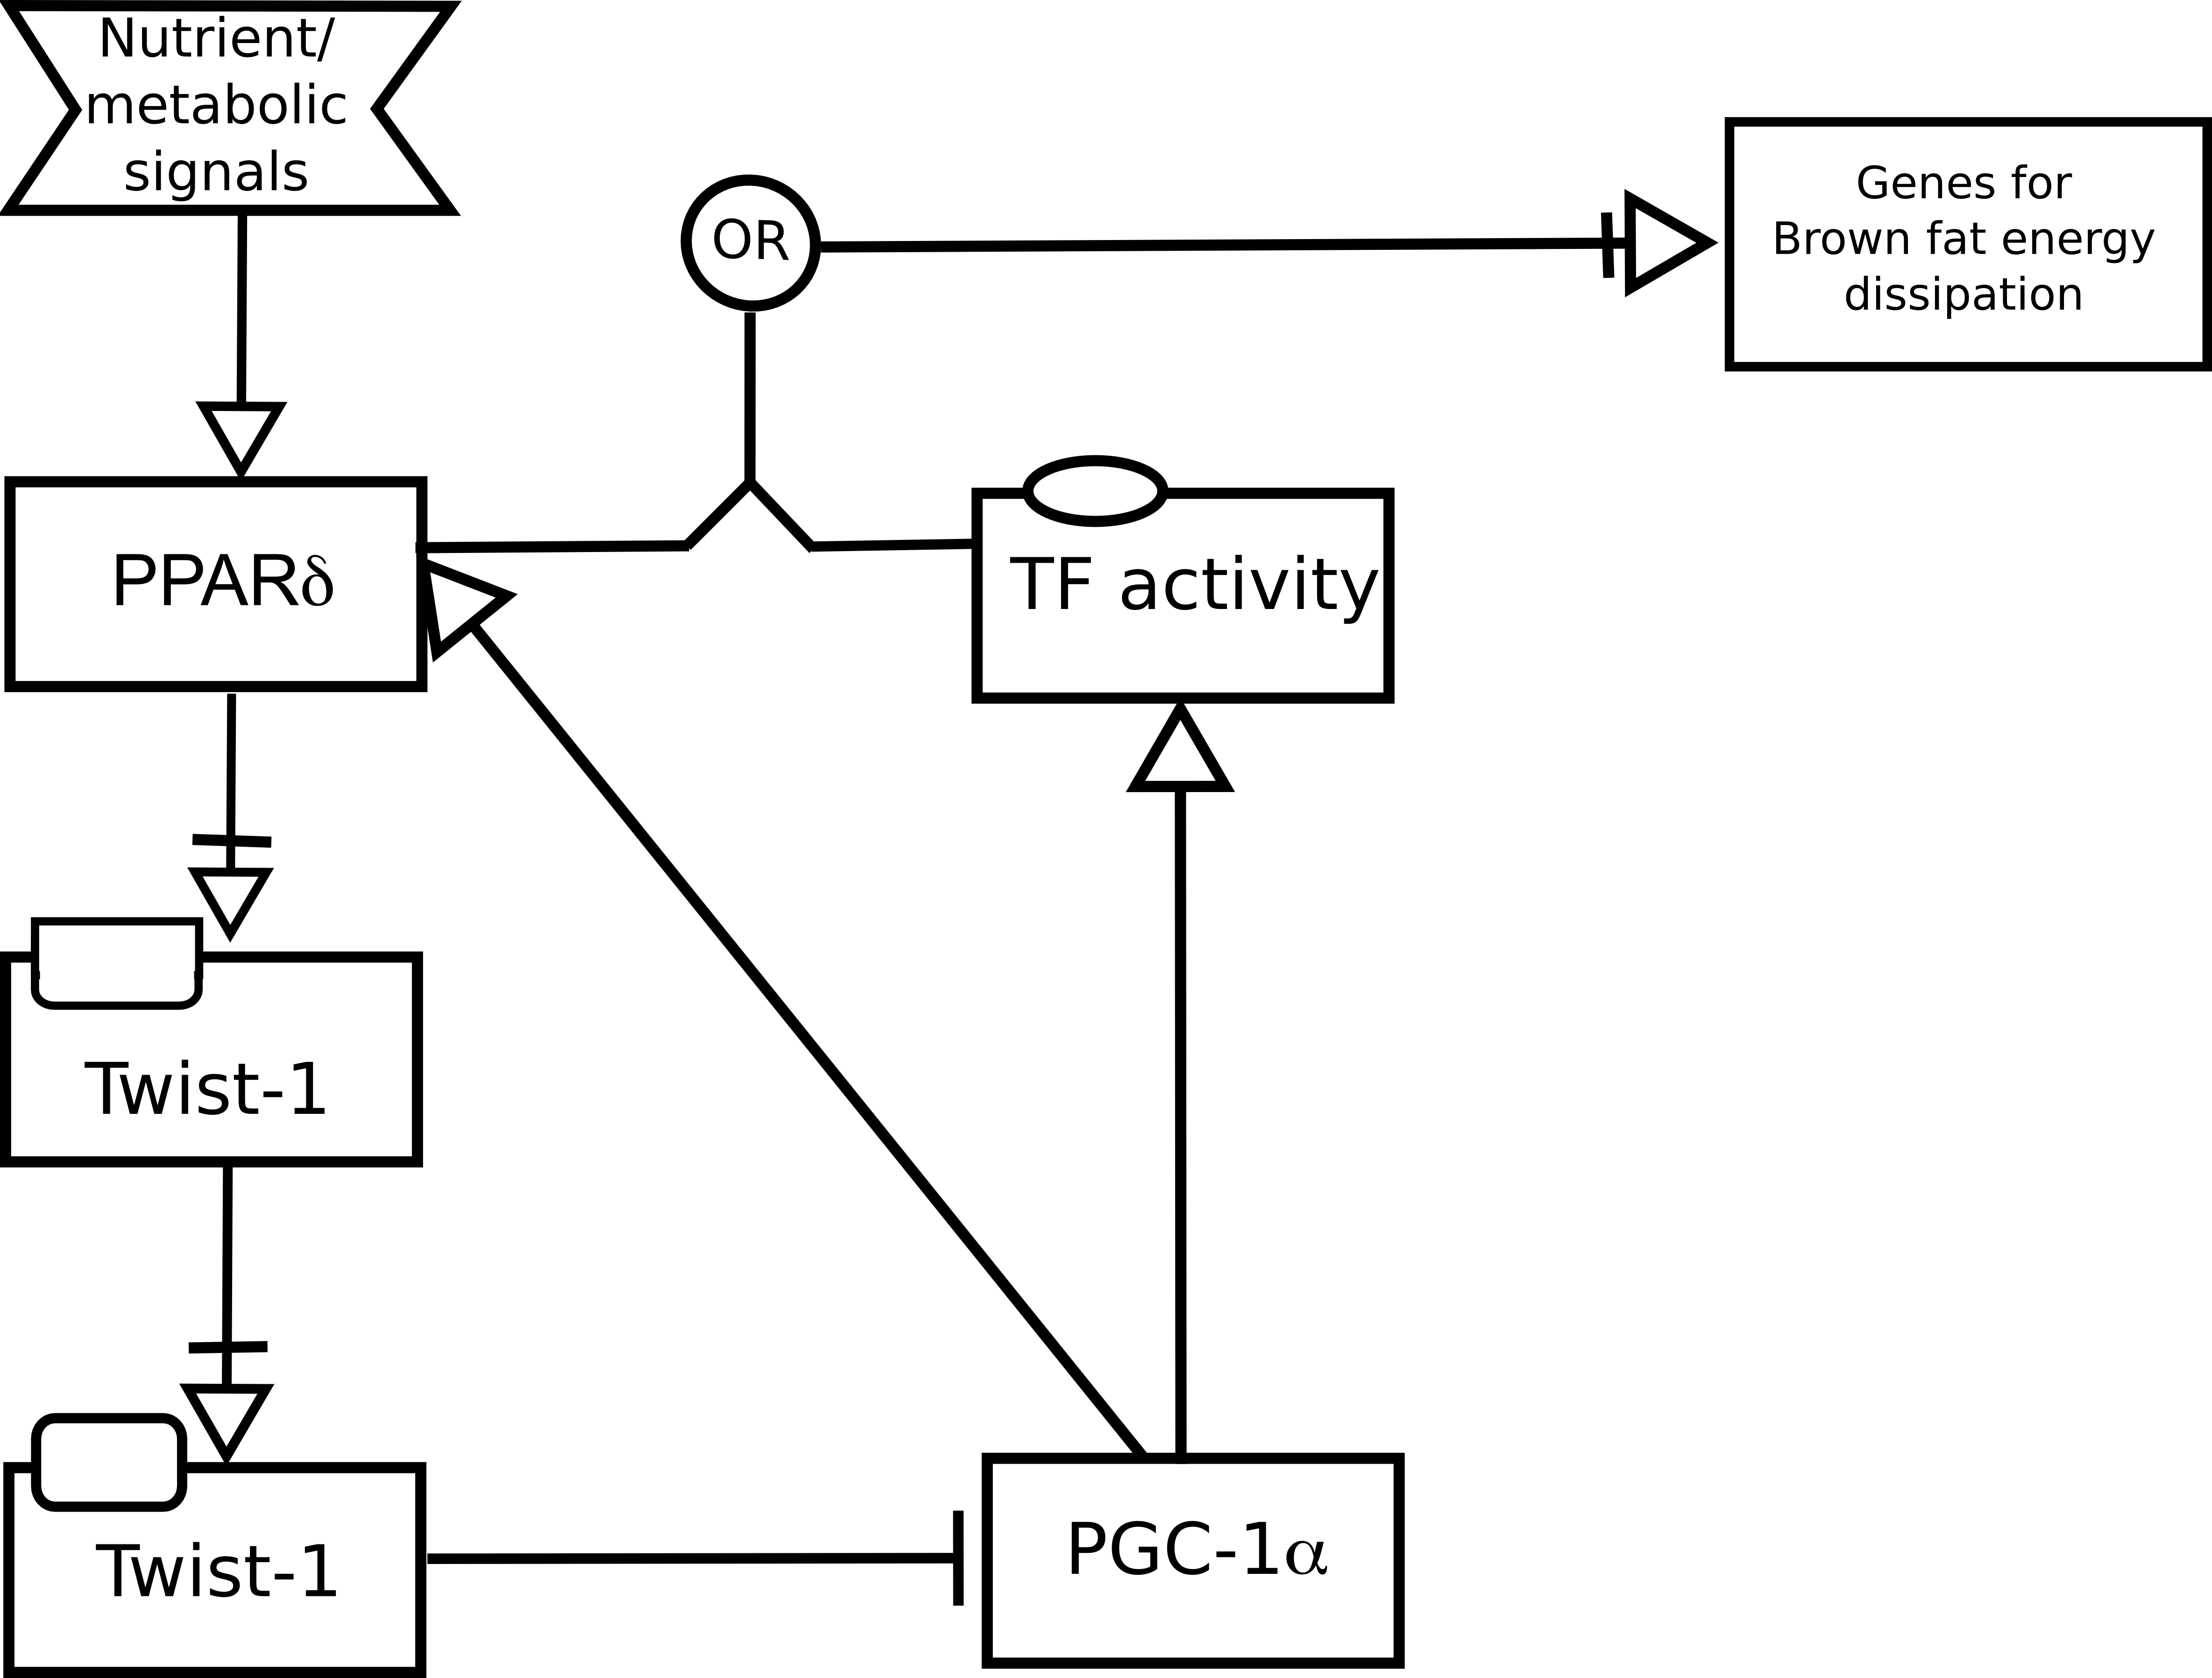 Nutrient/
metabolic
signals
OR
Genes for
Brown fat energy
dissipation
PPARδ
TF activity
Twist-1
Twist-1
PGC-1α